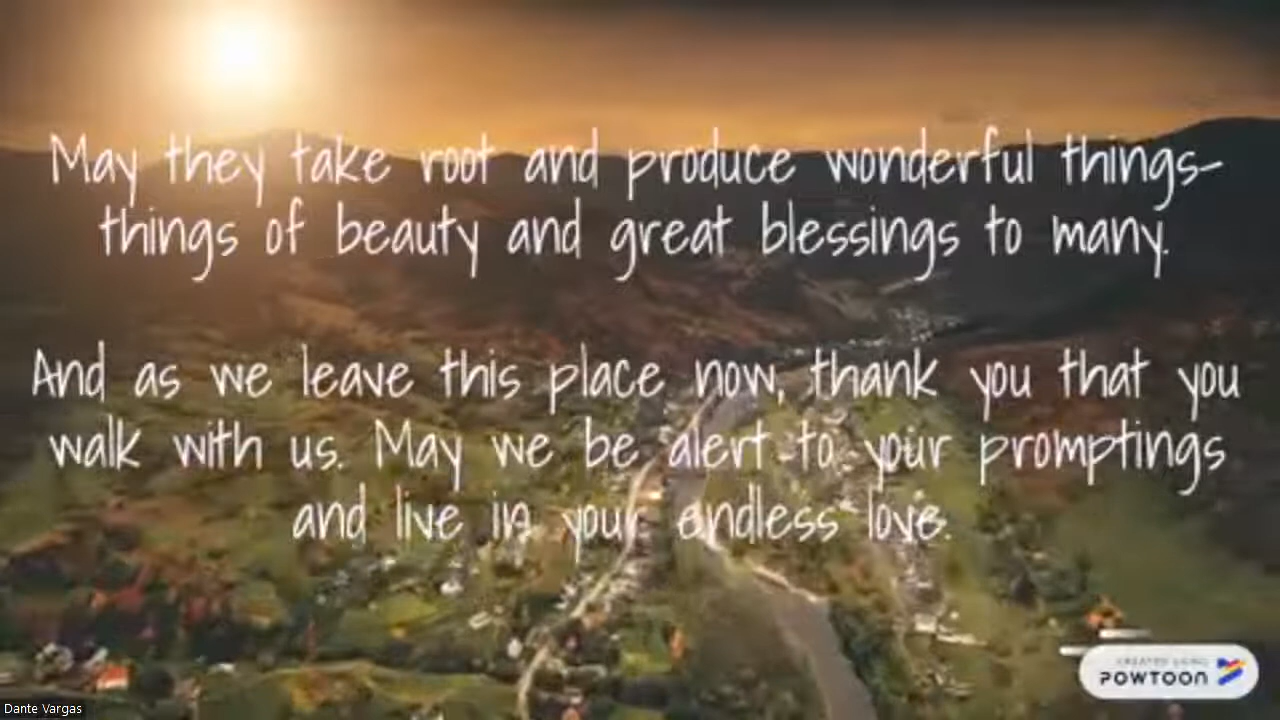 May they take root and produce wonderful things-
things of beauty and great blessings to many.
And as we leave this place now, thank you that you
walk with us. May we be alert to your promptings
and live in your endless love.
CREATED USING
POWTOON
Dante Vargas